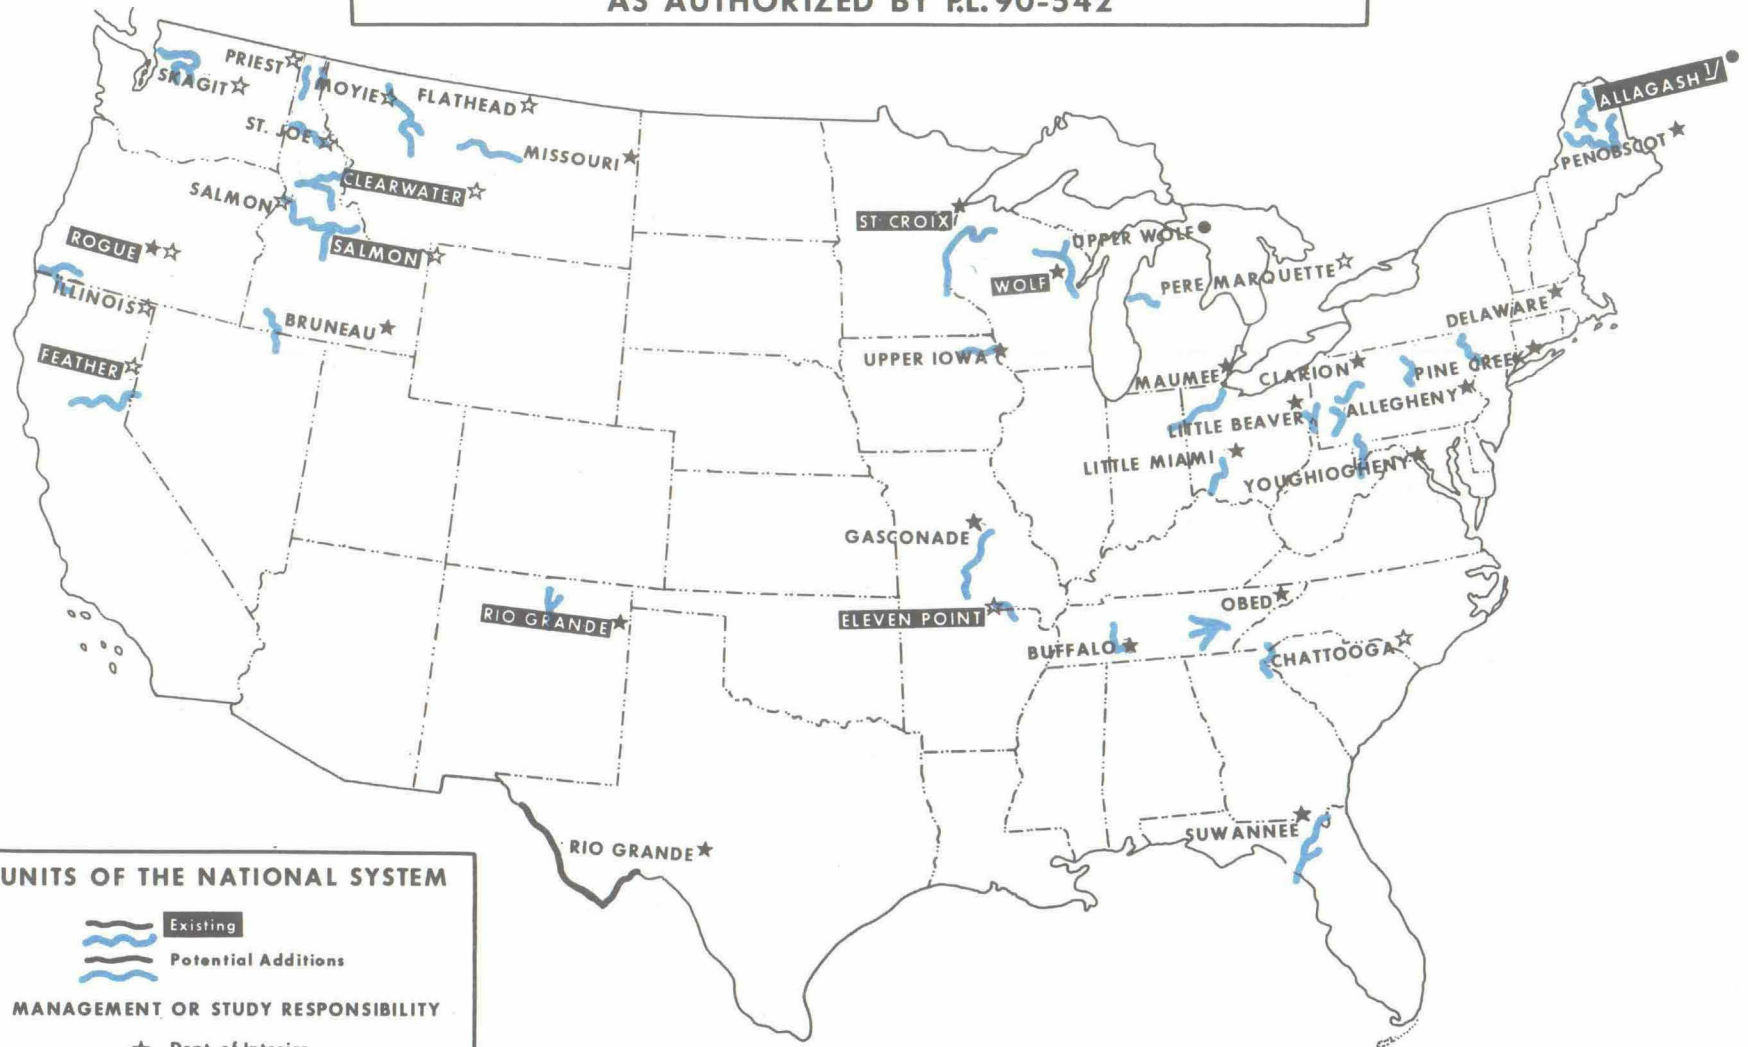 AS AUTHORIZED BY P.L. 90-542
PRIEST☆
SKAGIT☆
MOYIE☆
FLATHEAD☆
ST. JOE☆
MISSOURI★
CLEARWATER☆
SALMON☆
SALMON☆
ROGUE★☆
ILLINOIS☆
BRUNEAU★
FEATHER☆
ALLAGASH 1/●
PENOBSCOT★
ST CROIX★
UPPER WOLF●
WOLF★
PERE MARQUETTE☆
DELAWARE★
UPPER IOWA★
MAUMEE★
CLARION★
PINE CREEK★
ALLEGHENY★
LITTLE BEAVER★
LITTLE MIAMI★
YOUGHIOGHENY★
GASCONADE★
RIO GRANDE★
ELEVEN POINT☆
OBED★
BUFFALO★
CHATTOOGA☆
SUWANNEE★
RIO GRANDE★
UNITS OF THE NATIONAL SYSTEM
Existing
Potential Additions
MANAGEMENT OR STUDY RESPONSIBILITY
★ Dept. of Interior